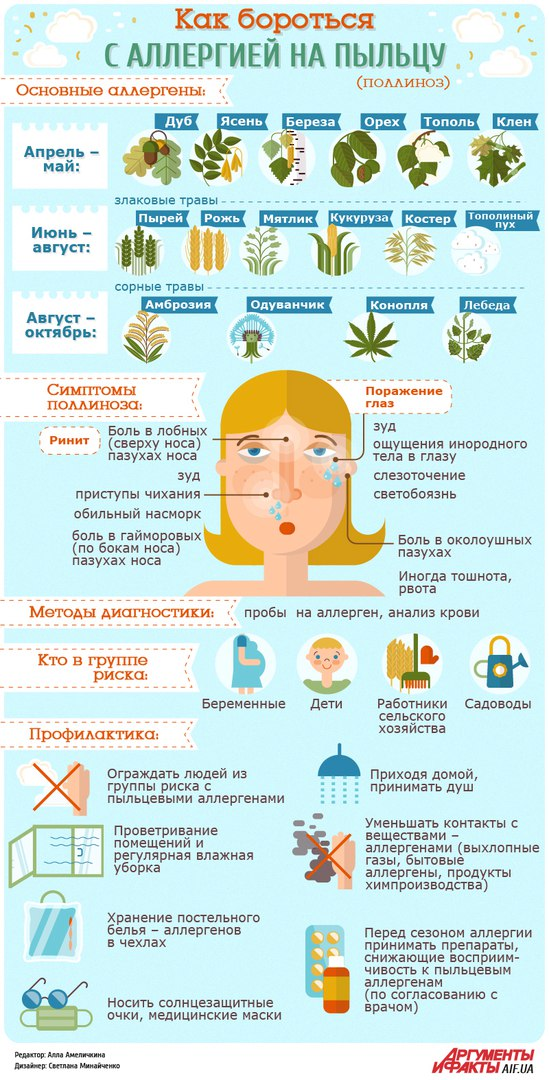 Как бороться
С АЛЛЕРГИЕЙ НА ПЫЛЬЦУ
(поллиноз)
Основные аллергены:
Апрель –
май:
Дуб
Ясень
Береза
Орех
Тополь
Клен
злаковые травы
Июнь –
август:
Пырей
Рожь
Мятлик
Кукуруза
Костер
Тополиный
пух
сорные травы
Август –
октябрь:
Амброзия
Одуванчик
Конопля
Лебеда
Симптомы
поллиноза:
Ринит
Боль в лобных
(сверху носа)
пазухах носа
зуд
приступы чихания
обильный насморк
боль в гайморовых
(по бокам носа)
пазухах носа
Поражение
глаз
зуд
ощущения инородного
тела в глазу
слезоточение
светобоязнь
Боль в околоушных
пазухах
Иногда тошнота,
рвота
Методы диагностики:
пробы на аллерген, анализ крови
Кто в группе
риска:
Беременные
Дети
Работники
сельского
хозяйства
Садоводы
Профилактика:
Ограждать людей из
группы риска с
пыльцевыми аллергенами
Приходя домой,
принимать душ
Проветривание
помещений и
регулярная влажная
уборка
Уменьшать контакты с
веществами –
аллергенами (выхлопные
газы, бытовые
аллергены, продукты
химпроизводства)
Хранение постельного
белья – аллергенов
в чехлах
Перед сезоном аллергии
принимать препараты,
снижающие восприим-
чивость к пыльцевым
аллергенам
(по согласованию с
врачом)
Носить солнцезащитные
очки, медицинские маски
Редактор: Алла Амеличкина
Дизайнер: Светлана Минайченко
АРГУМЕНТЫ
И ФАКТЫ AIF.UA